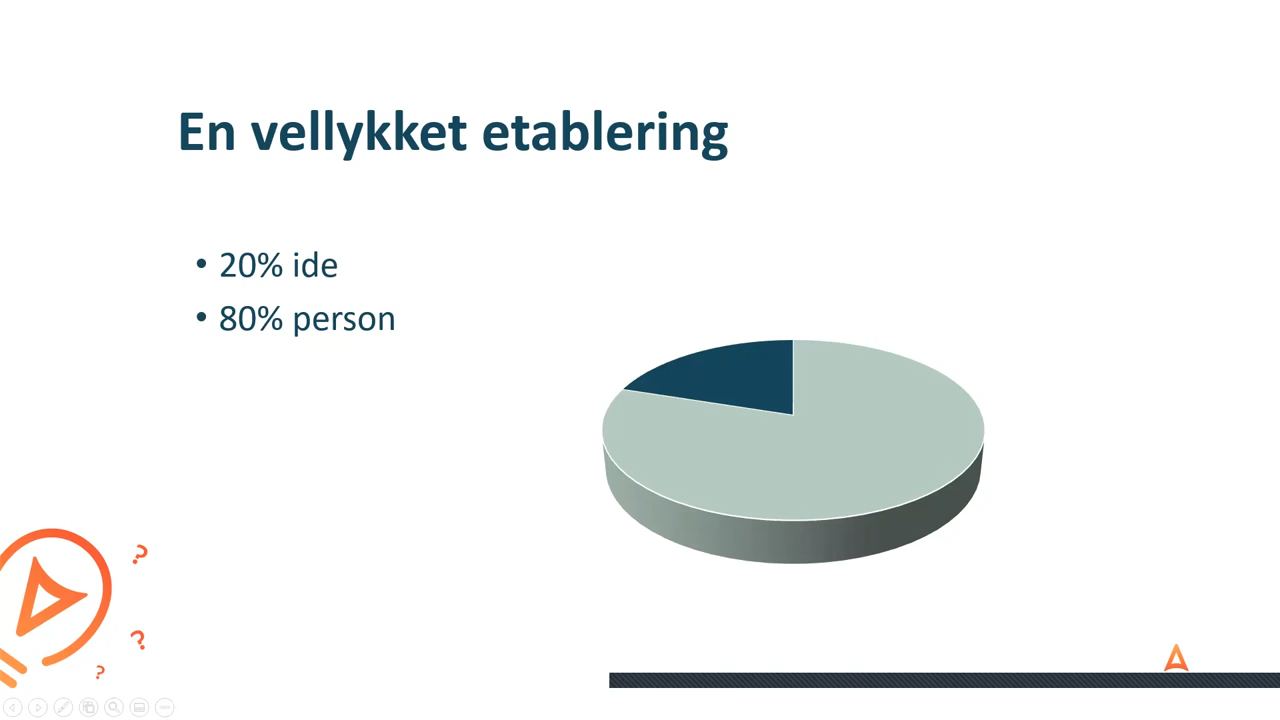 En vellykket etablering
• 20% ide
• 80% person
?
?
?